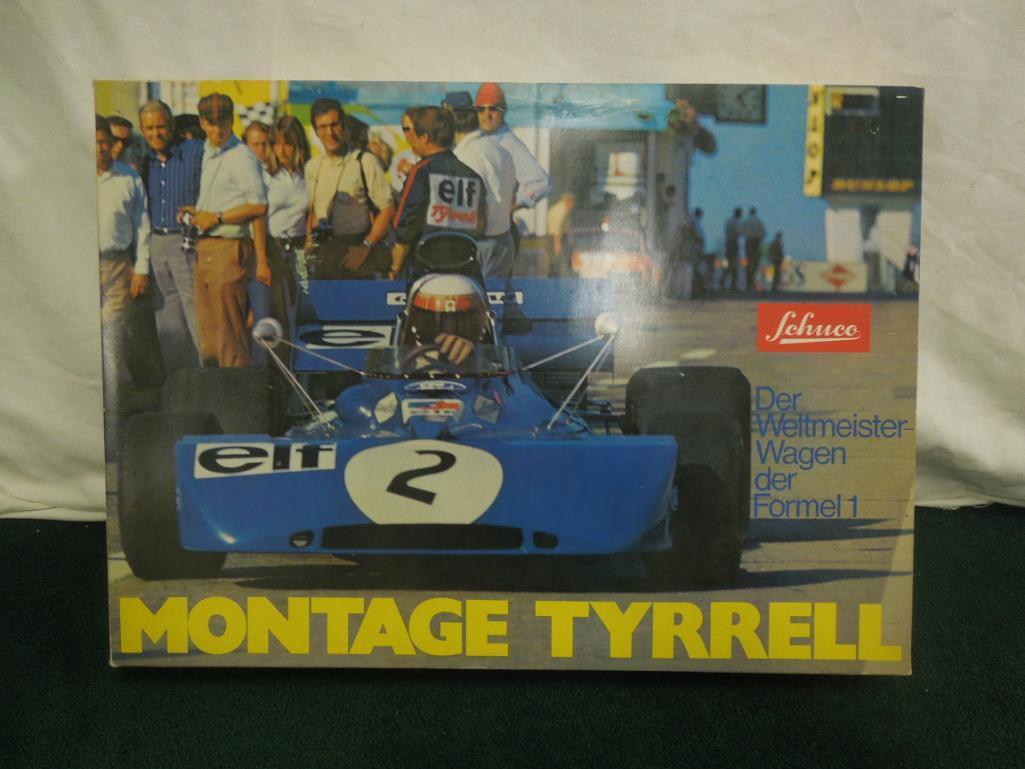 elf
Tyrrell
DUNLOP
Schuco
Der
Weltmeister-
Wagen
der
Formel 1
elf
2
MONTAGE TYRRELL